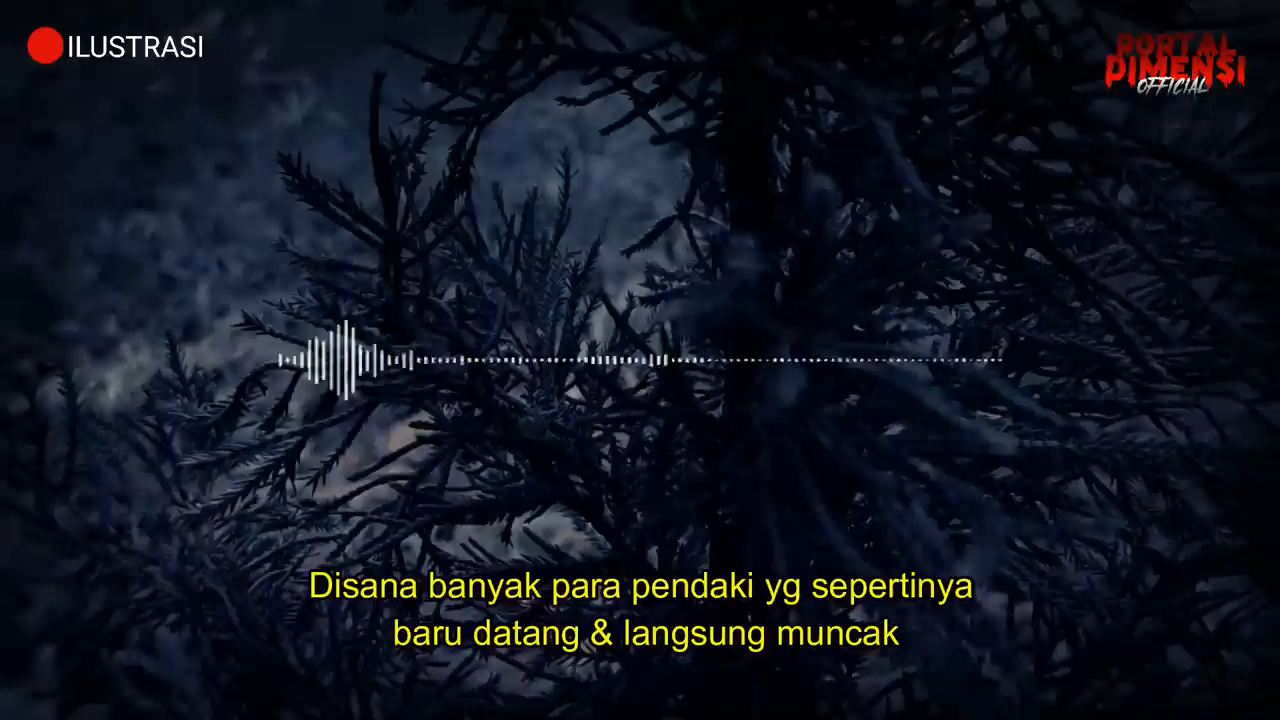 ILUSTRASI
PORTAL
DIMENSI
OFFICIAL
Disana banyak para pendaki yg sepertinya
baru datang & langsung muncak